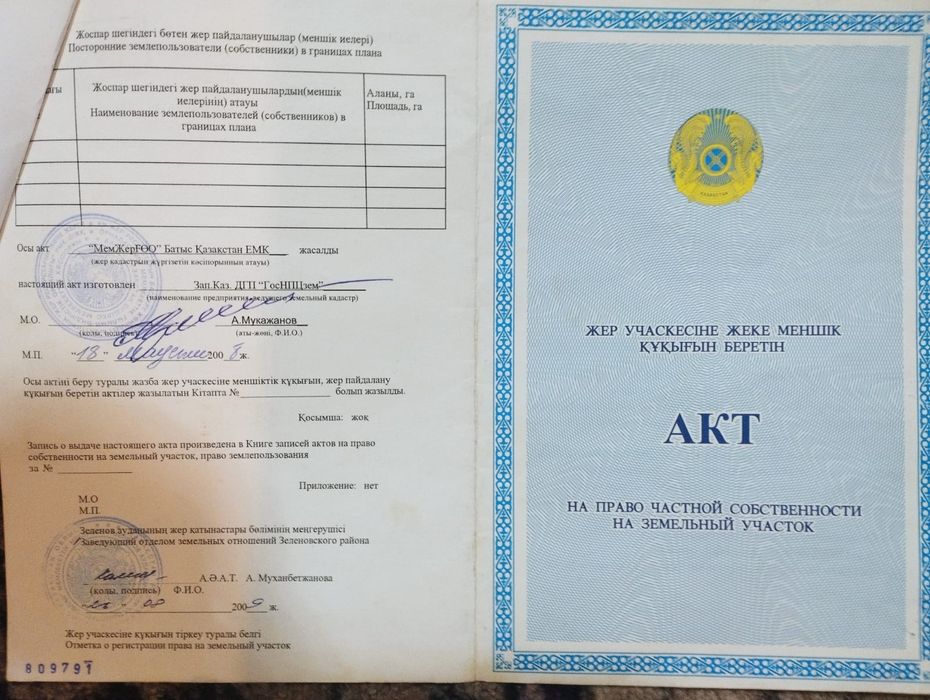 Жоспар шегіндегі бөтен жер пайдаланушылар (меншік иелері)
Посторонние землепользователи (собственники) в границах плана
Жоспар шегіндегі жер пайдаланушылардың(меншік
иелерінің) атауы
Наименование землепользователей (собственников) в
границах плана
Аланы, га
Площадь, га
Осы акт “МемЖерҒӨО” Батыс Қазақстан ЕМК жасалды
(жер кадастрын жүргізетін кәсіпорынның атауы)
настоящий акт изготовлен Зап.Каз. ДГП “ГосНПЦзем”
(наименование предприятия, ведущего земельный кадастр)
М.О. А.Мукажанов
(қолы, подпись) (аты-жөні, Ф.И.О.)
М.П. “18” 2008 ж.
Осы актіні беру туралы жазба жер учаскесіне меншіктік құқығын, жер пайдалану
құқығын беретін актілер жазылатын Кітапта №____ болып жазылды.
Қосымша: жоқ
Запись о выдаче настоящего акта произведена в Книге записей актов на право
собственности на земельный участок, право землепользования
за № ____
Приложение: нет
М.О
М.П.
Зеленов ауданының жер қатынастары бөлімінің меңгерушісі
Заведующий отделом земельных отношений Зеленовского района
А.Ә.А.Т. А. Муханбетжанова
(қолы, подпись) Ф.И.О.
2009 ж.
Жер учаскесіне құқығын тіркеу туралы белгі
Отметка о регистрации права на земельный участок
809791
ҚАЗАҚСТАН
ЖЕР УЧАСКЕСІНЕ ЖЕКЕ МЕНШІК
ҚҰҚЫҒЫН БЕРЕТІН
АКТ
НА ПРАВО ЧАСТНОЙ СОБСТВЕННОСТИ
НА ЗЕМЕЛЬНЫЙ УЧАСТОК